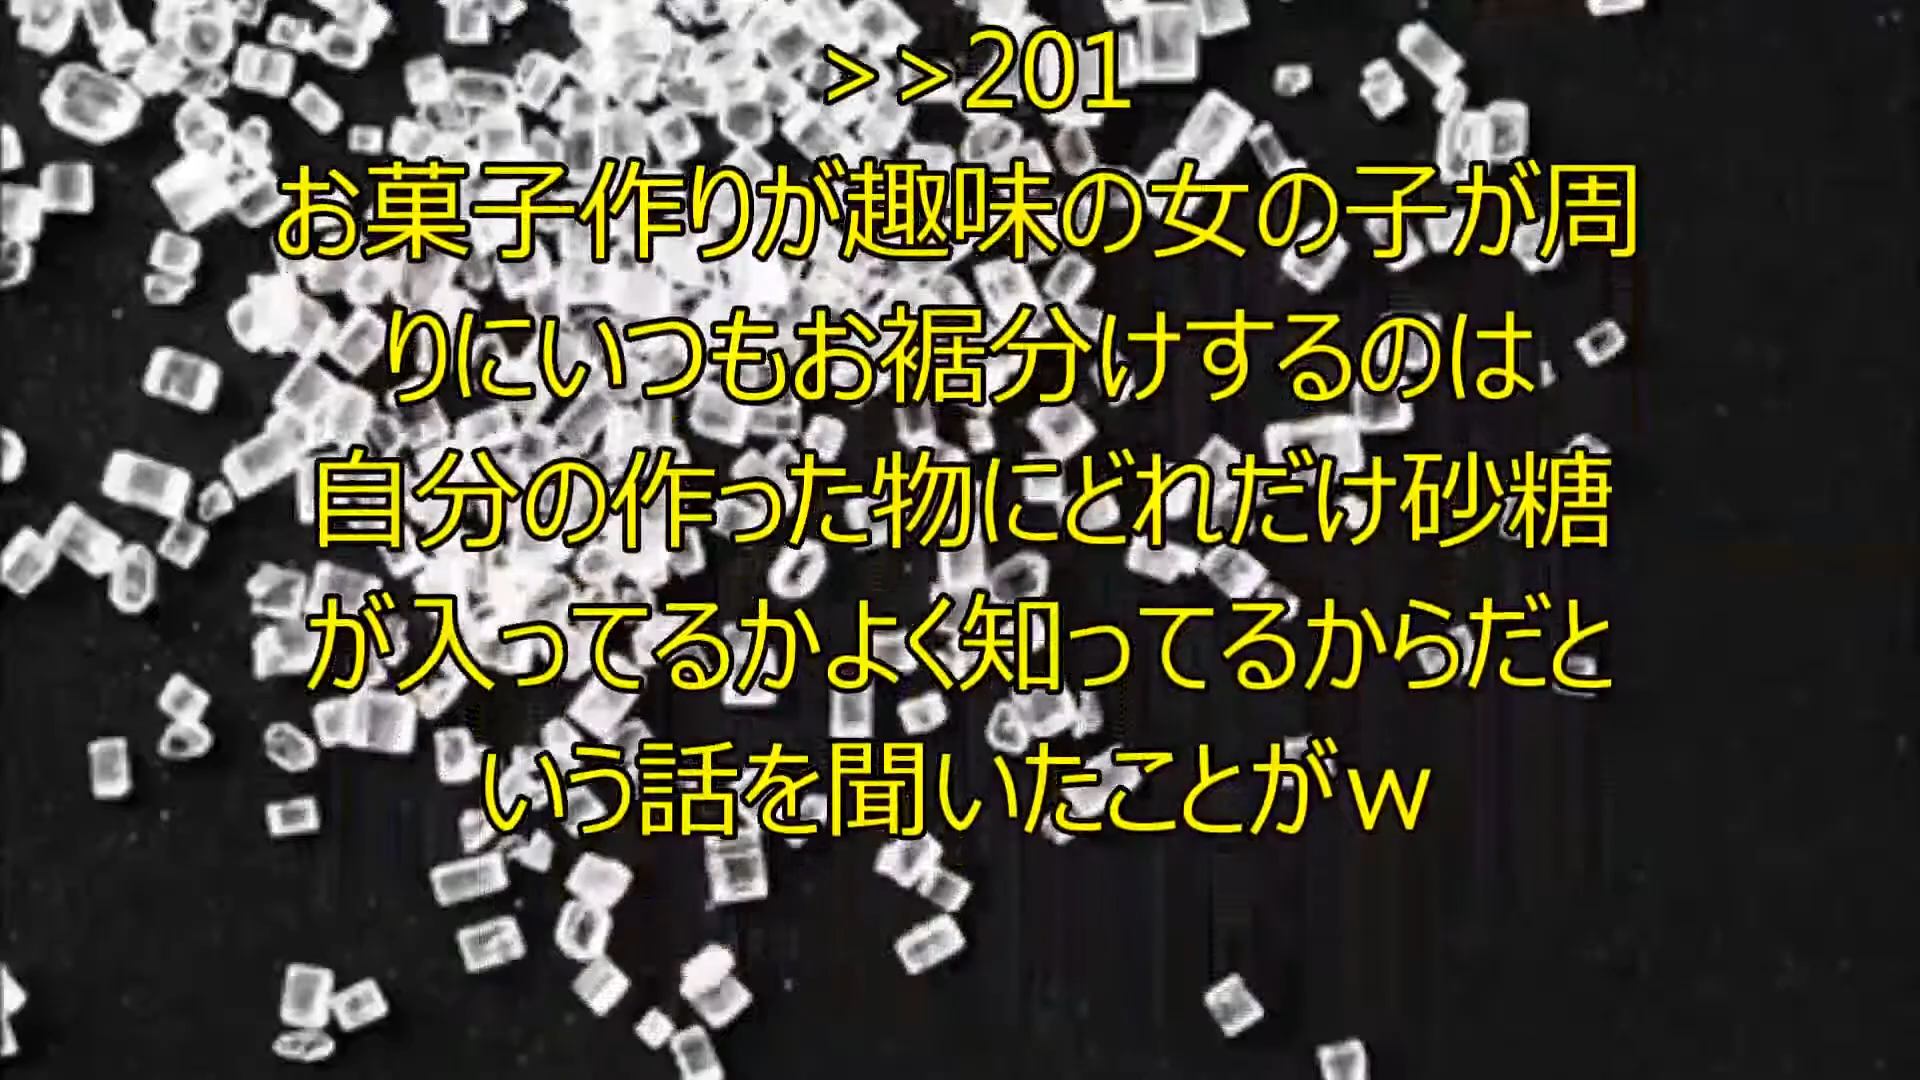 >>201
お菓子作りが趣味の女の子が周
りにいつもお裾分けするのは、
自分の作った物にどれだけ砂糖
が入ってるかよく知ってるからだと
いう話を聞いたことがｗ